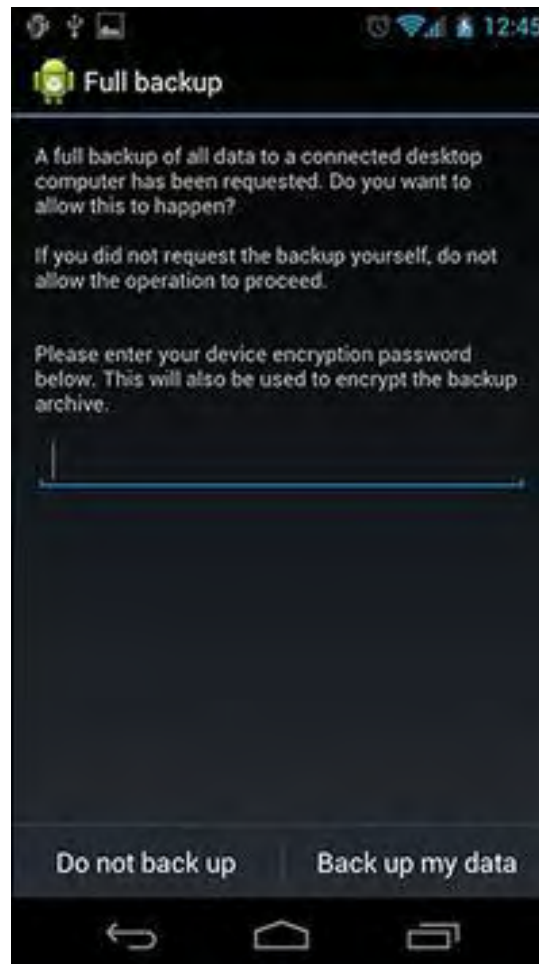 12:45
Full backup
A full backup of all data to a connected desktop
computer has been requested. Do you want to
allow this to happen?
If you did not request the backup yourself, do not
allow the operation to proceed.
Please enter your device encryption password
below. This will also be used to encrypt the backup
archive.
Do not back up
Back up my data